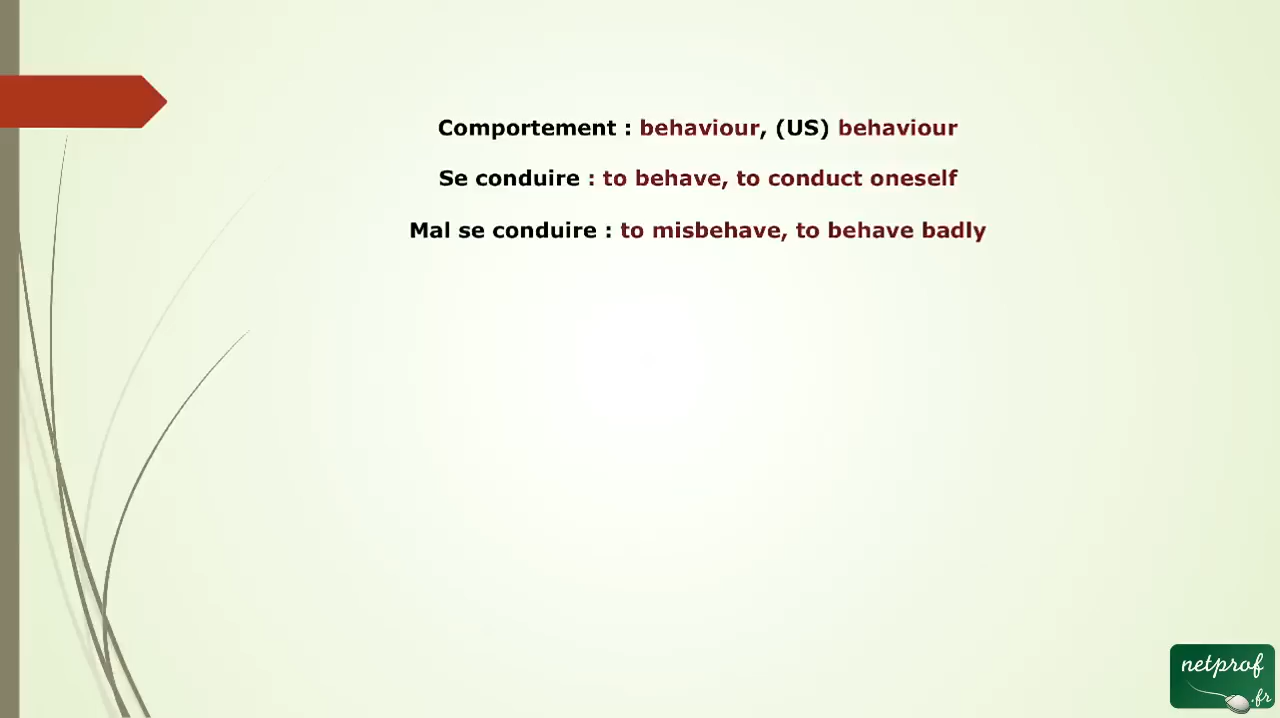 Comportement : behaviour, (US) behaviour
Se conduire : to behave, to conduct oneself
Mal se conduire : to misbehave, to behave badly
netprof
.fr